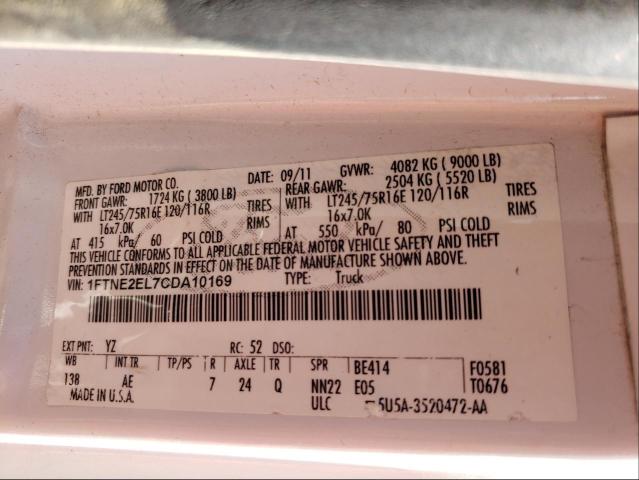 MFD. BY FORD MOTOR CO. DATE: 09/11 GVWR: 4082 KG ( 9000 LB)
FRONT GAWR: 1724 KG ( 3800 LB) REAR GAWR: 2504 KG ( 5520 LB)
WITH LT245/75R16E 120/116R TIRES WITH LT245/75R16E 120/116R TIRES
16x7.0K RIMS 16x7.0K RIMS
AT 415 kPa/ 60 PSI COLD AT 550 kPa/ 80 PSI COLD
THIS VEHICLE CONFORMS TO ALL APPLICABLE FEDERAL MOTOR VEHICLE SAFETY AND THEFT
PREVENTION STANDARDS IN EFFECT ON THE DATE OF MANUFACTURE SHOWN ABOVE.
VIN: 1FTNE2EL7CDA10169 TYPE: Truck
EXT PNT: YZ RC: 52 DSO:
WB INT TR TP/PS R AXLE TR SPR BE414 F0581
138 AE 7 24 Q NN22 E05 T0676
MADE IN U.S.A. ULC 5U5A-3520472-AA